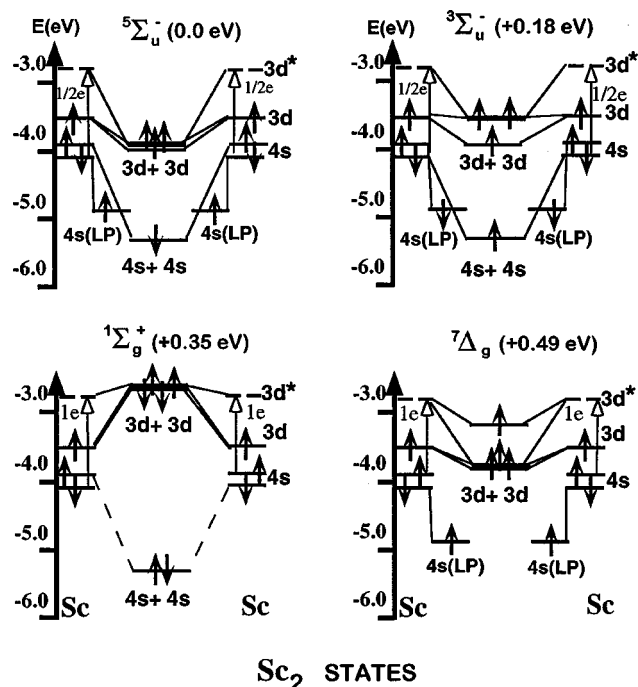 E(eV) ⁵Σᵤ⁻ (0.0 eV)
-3.0 3d*
1/2e 1/2e
3d
-4.0 4s
3d+ 3d
-5.0
4s(LP) 4s(LP)
4s+ 4s
-6.0
E(eV) ³Σᵤ⁻ (+0.18 eV)
-3.0 3d*
1/2e 1/2e
3d
-4.0 4s
3d+ 3d
-5.0
4s(LP) 4s(LP)
4s+ 4s
-6.0
¹Σg⁺ (+0.35 eV)
-3.0 3d*
1e 1e
3d+ 3d 3d
-4.0 4s
-5.0
4s+ 4s
-6.0 Sc Sc
⁷Δg (+0.49 eV)
-3.0 3d*
1e 1e
3d
-4.0 3d+ 3d 4s
-5.0
4s(LP) 4s(LP)
-6.0 Sc Sc
Sc₂ STATES